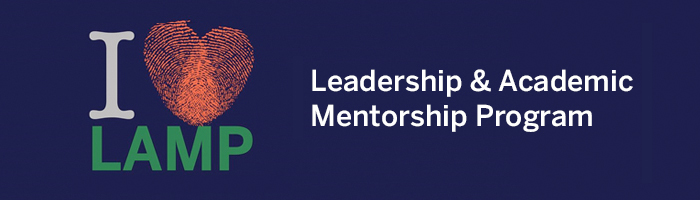 I
LAMP
Leadership & Academic
Mentorship Program